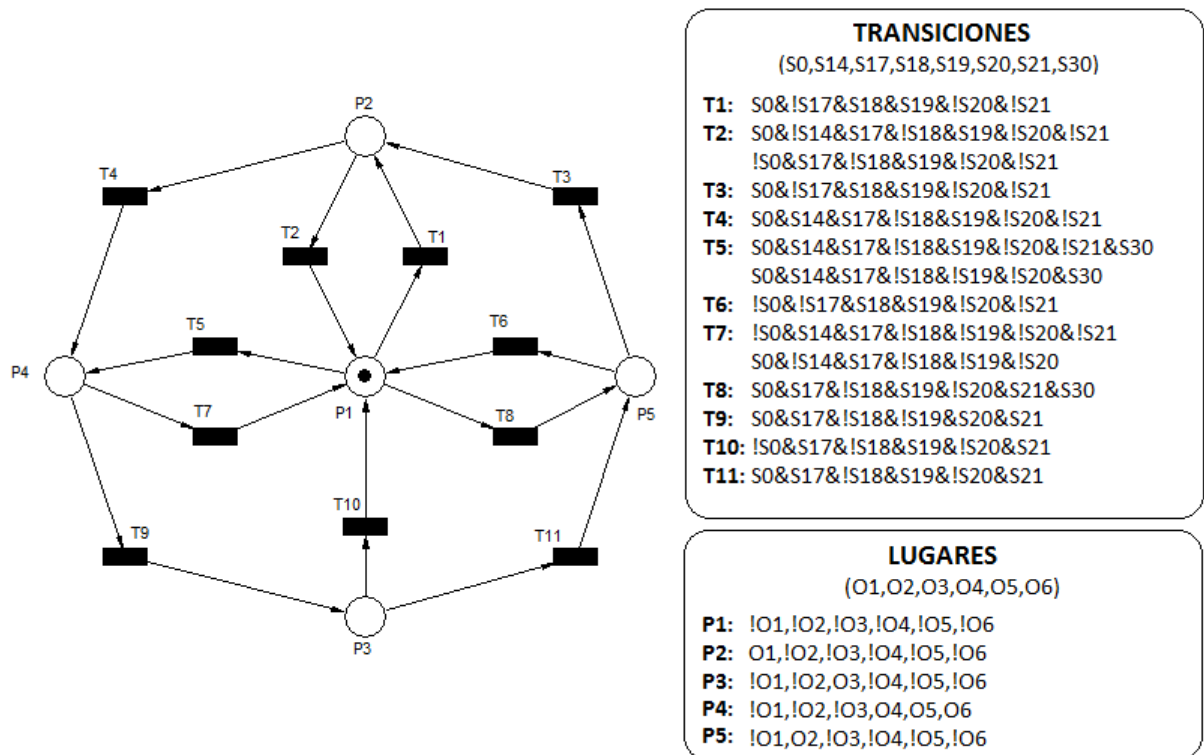 P2
T4
T3
T2
T1
T5
T6
P4
P1
P5
T7
T8
T10
T9
T11
P3
TRANSICIONES
(S0,S14,S17,S18,S19,S20,S21,S30)
T1: S0&!S17&S18&S19&!S20&!S21
T2: S0&!S14&S17&!S18&S19&!S20&!S21
!S0&S17&!S18&S19&!S20&!S21
T3: S0&!S17&S18&S19&!S20&!S21
T4: S0&S14&S17&!S18&S19&!S20&!S21
T5: S0&S14&S17&!S18&S19&!S20&!S21&S30
S0&S14&S17&!S18&!S19&!S20&S30
T6: !S0&!S17&S18&S19&!S20&!S21
T7: !S0&S14&S17&!S18&!S19&!S20&!S21
S0&!S14&S17&!S18&!S19&!S20
T8: S0&S17&!S18&S19&!S20&S21&S30
T9: S0&S17&!S18&!S19&S20&S21
T10: !S0&S17&!S18&S19&!S20&S21
T11: S0&S17&!S18&S19&!S20&S21
LUGARES
(O1,O2,O3,O4,O5,O6)
P1: !O1,!O2,!O3,!O4,!O5,!O6
P2: O1,!O2,!O3,!O4,!O5,!O6
P3: !O1,!O2,O3,!O4,!O5,!O6
P4: !O1,!O2,!O3,O4,O5,O6
P5: !O1,O2,!O3,!O4,!O5,!O6